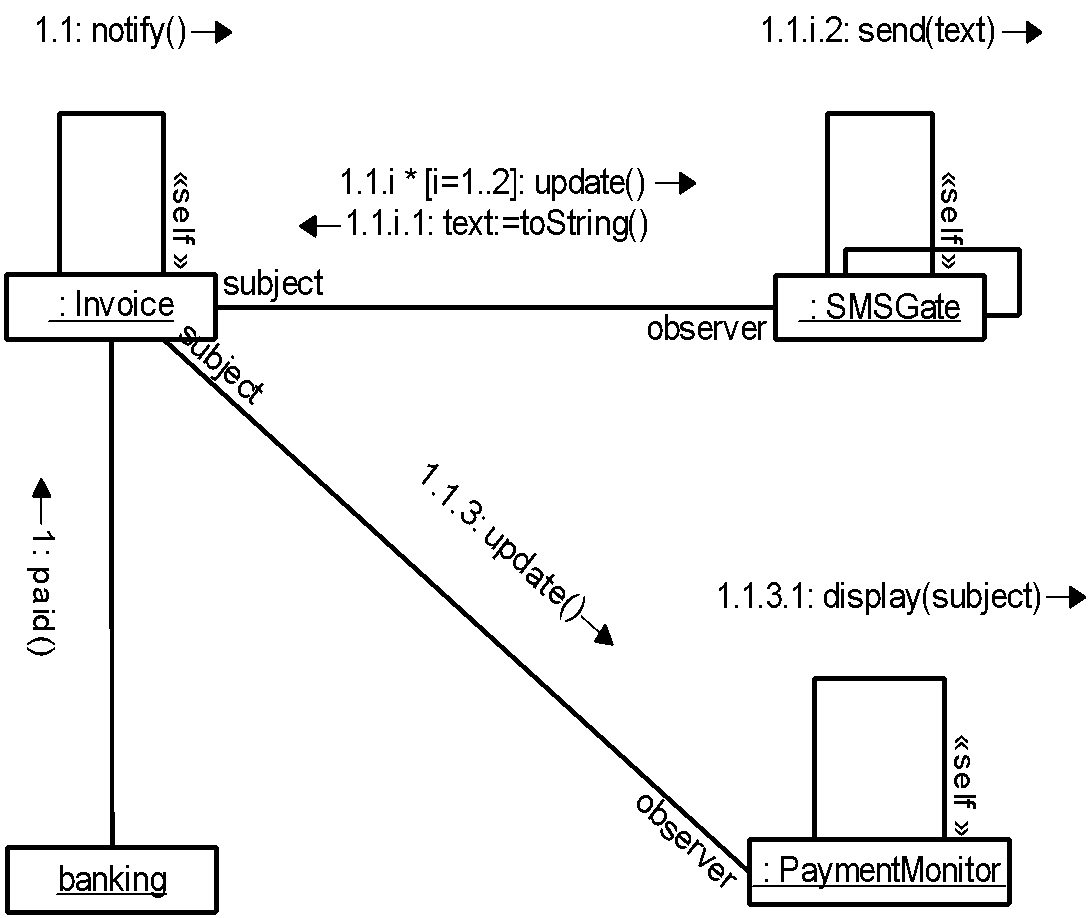 1.1: notify()
1.1.i.2: send(text)
«self »
1.1.i * [i=1..2]: update()
1.1.i.1: text:=toString()
«self »
: Invoice
subject
observer
: SMSGate
subject
1.1.3: update()
1: paid()
1.1.3.1: display(subject)
«self »
observer
banking
: PaymentMonitor